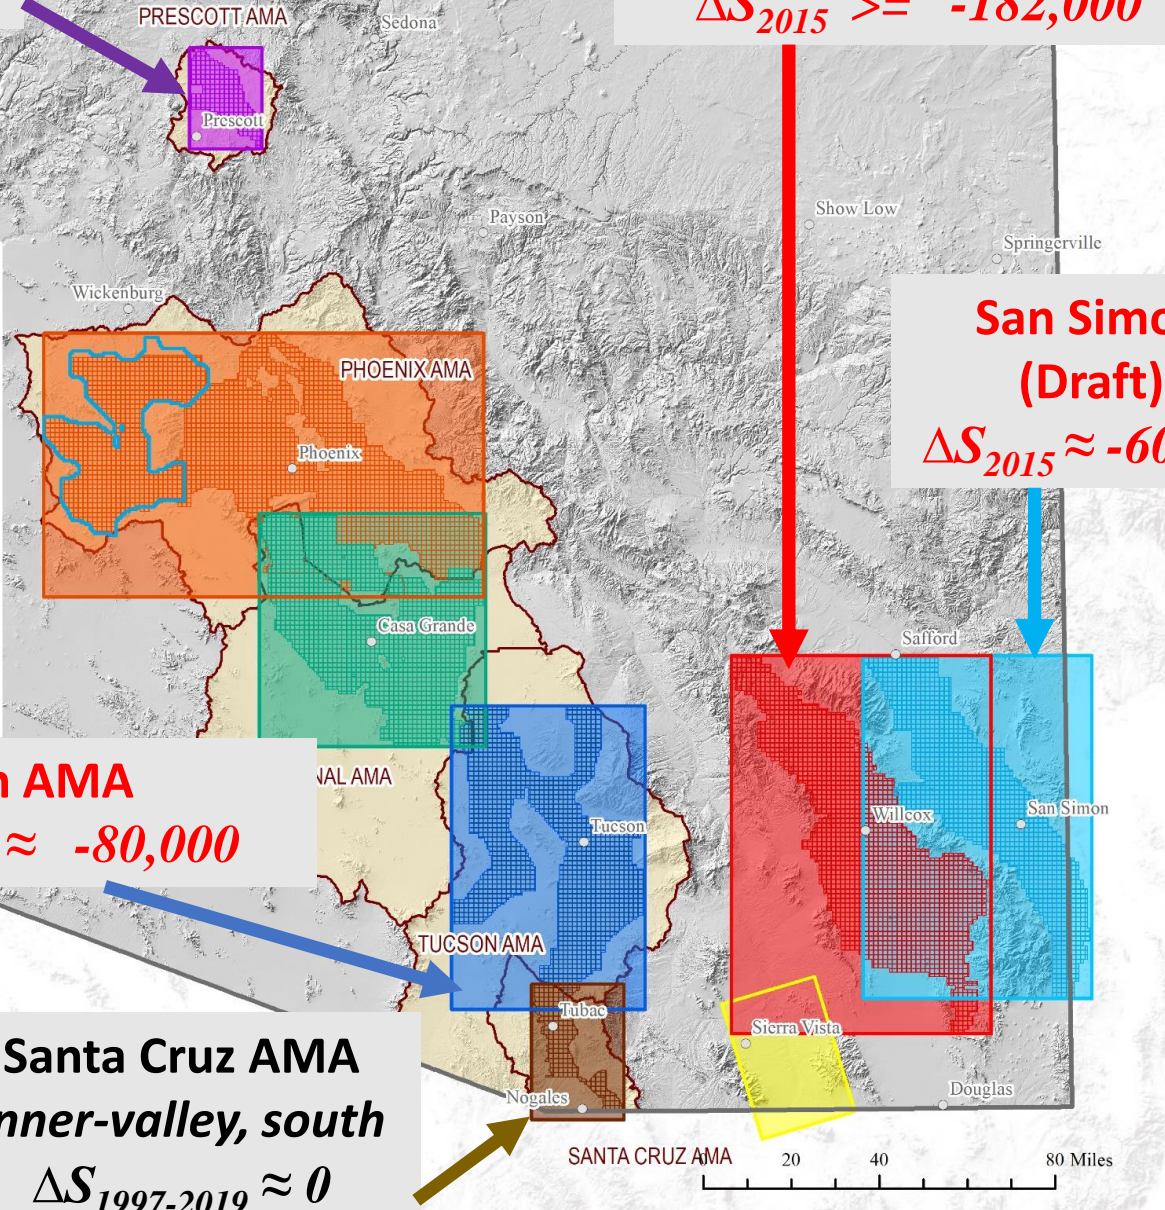 PRESCOTT AMA
Sedona
ΔS2015 >= -182,000
Prescott
Payson
Show Low
Springerville
Wickenburg
San Simo
(Draft)
ΔS2015 ≈ -60
PHOENIX AMA
Phoenix
Casa Grande
Safford
n AMA
≈ -80,000
NAL AMA
Tucson
Willcox
San Simon
TUCSON AMA
Tubac
Sierra Vista
Santa Cruz AMA
nner-valley, south
ΔS1997-2019 ≈ 0
Nogales
Douglas
SANTA CRUZ AMA
0 20 40 80 Miles